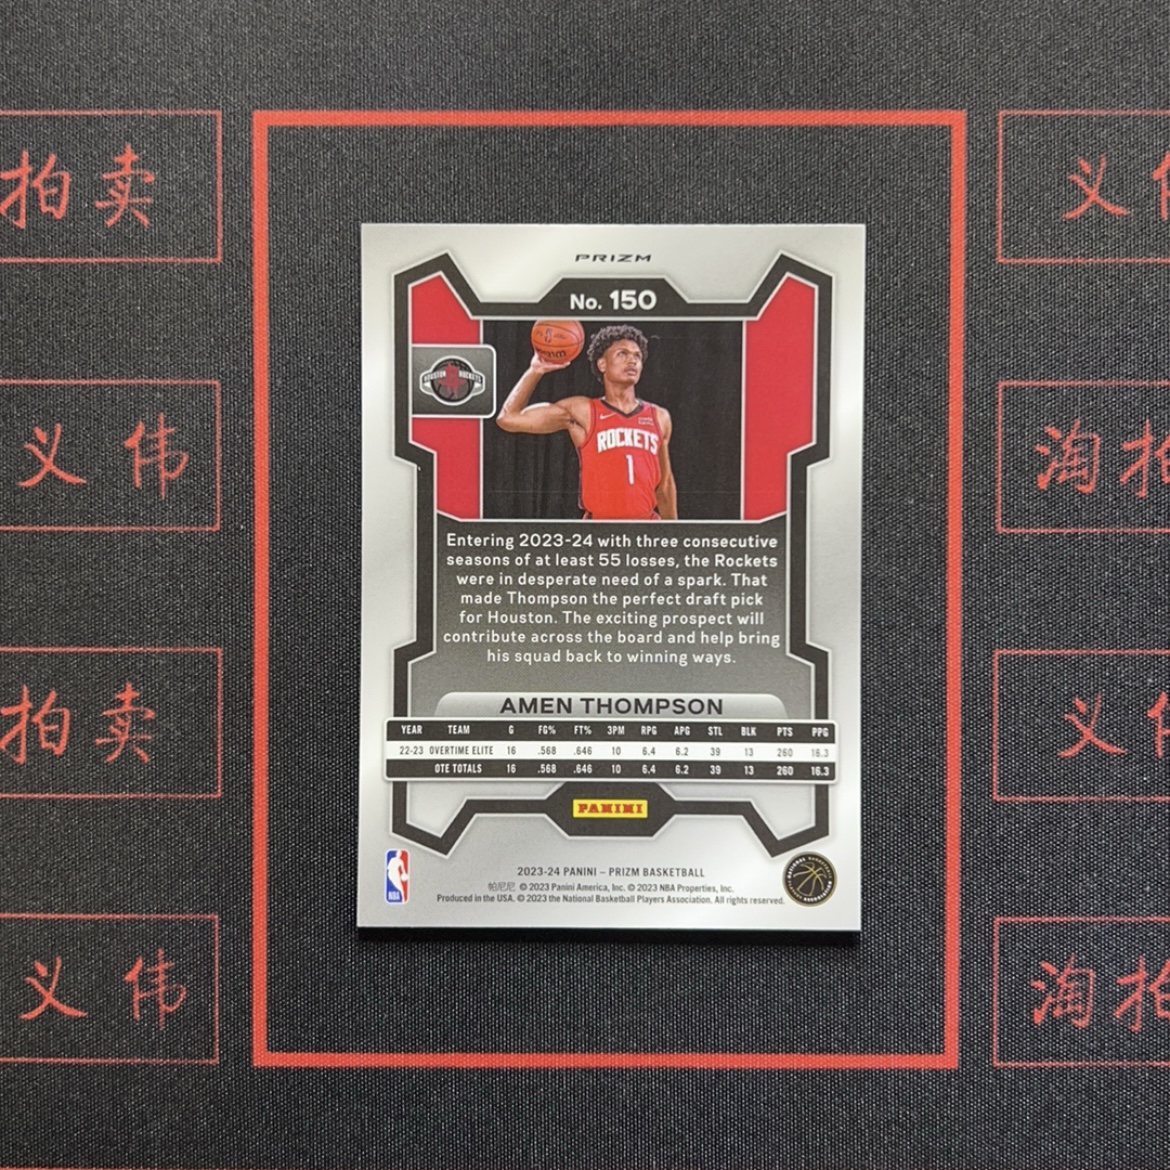 拍卖
义
义伟
淘拍
拍卖
义
义伟
淘拍
PRIZM
No. 150
HOUSTON ROCKETS
ROCKETS
1
Entering 2023-24 with three consecutive
seasons of at least 55 losses, the Rockets
were in desperate need of a spark. That
made Thompson the perfect draft pick
for Houston. The exciting prospect will
contribute across the board and help bring
his squad back to winning ways.
AMEN THOMPSON
YEAR TEAM G FG% FT% 3PM RPG APG STL BLK PTS PPG
22-23 OVERTIME ELITE 16 .568 .646 10 6.4 6.2 39 13 260 16.3
OTE TOTALS 16 .568 .646 10 6.4 6.2 39 13 260 16.3
PANINI
NBA
2023-24 PANINI – PRIZM BASKETBALL
帕尼尼 © 2023 Panini America, Inc. © 2023 NBA Properties, Inc.
Produced in the USA. © 2023 the National Basketball Players Association. All rights reserved.